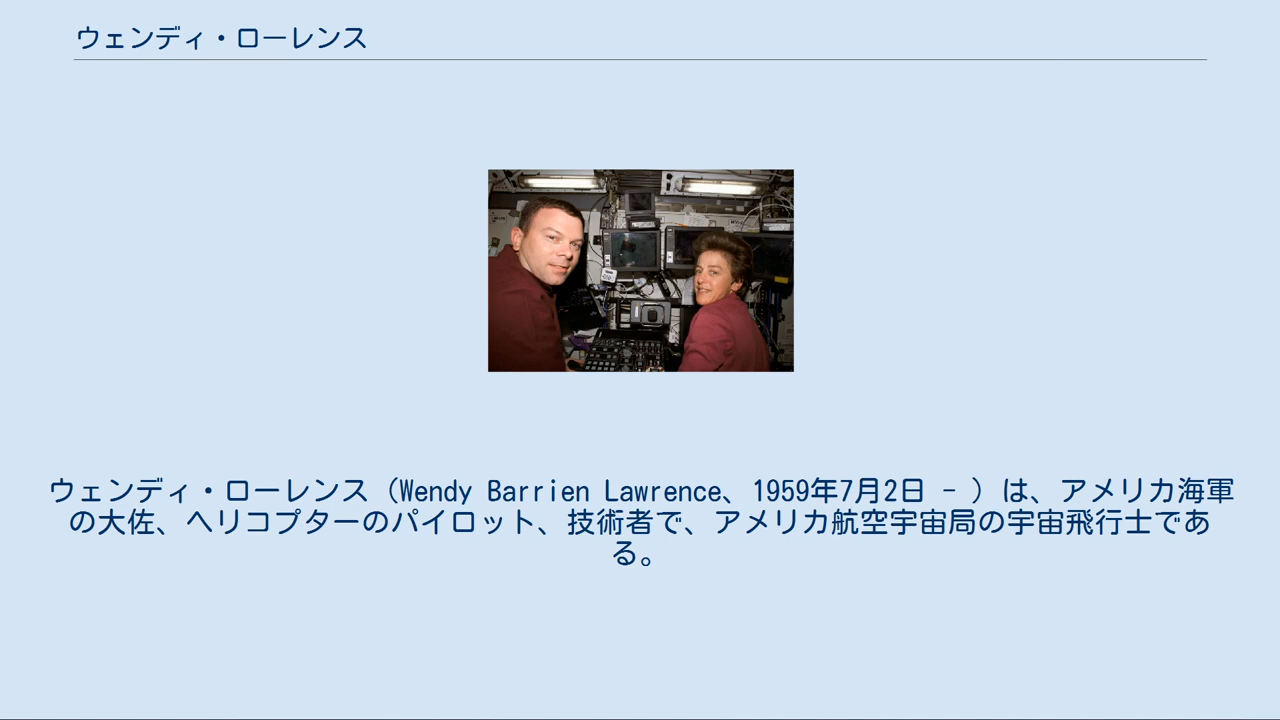 ウェンディ・ローレンス
ウェンディ・ローレンス（Wendy Barrien Lawrence、1959年7月2日 - ）は、アメリカ海軍
の大佐、ヘリコプターのパイロット、技術者で、アメリカ航空宇宙局の宇宙飛行士であ
る。